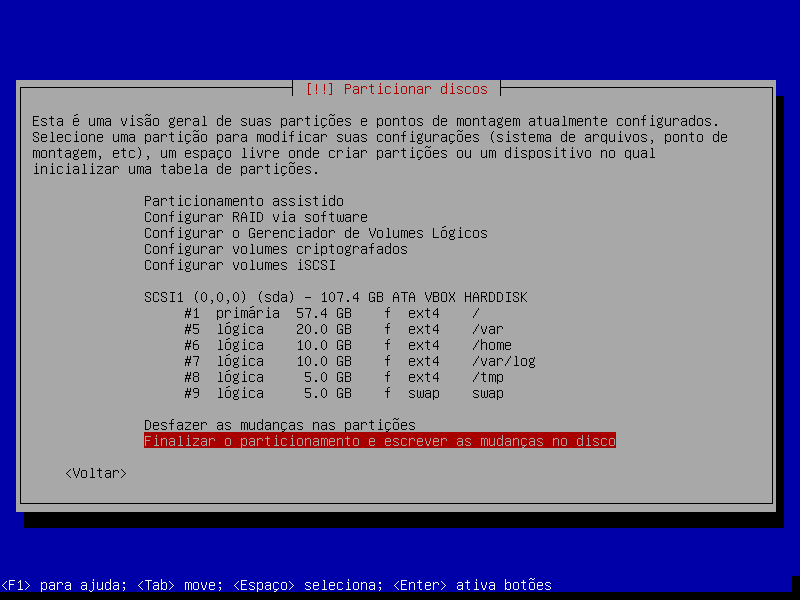 [!!] Particionar discos
Esta é uma visão geral de suas partições e pontos de montagem atualmente configurados.
Selecione uma partição para modificar suas configurações (sistema de arquivos, ponto de
montagem, etc), um espaço livre onde criar partições ou um dispositivo no qual
inicializar uma tabela de partições.
Particionamento assistido
Configurar RAID via software
Configurar o Gerenciador de Volumes Lógicos
Configurar volumes criptografados
Configurar volumes iSCSI
SCSI1 (0,0,0) (sda) - 107.4 GB ATA VBOX HARDDISK
#1 primária 57.4 GB f ext4 /
#5 lógica 20.0 GB f ext4 /var
#6 lógica 10.0 GB f ext4 /home
#7 lógica 10.0 GB f ext4 /var/log
#8 lógica 5.0 GB f ext4 /tmp
#9 lógica 5.0 GB f swap swap
Desfazer as mudanças nas partições
Finalizar o particionamento e escrever as mudanças no disco
<Voltar>
<F1> para ajuda; <Tab> move; <Espaço> seleciona; <Enter> ativa botões